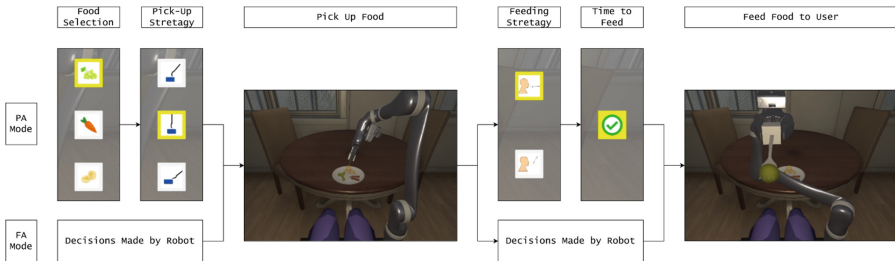 Food
Selection
Pick-Up
Stretagy
Pick Up Food
Feeding
Stretagy
Time to
Feed
Feed Food to User
PA
Mode
FA
Mode
Decisions Made by Robot
Decisions Made by Robot